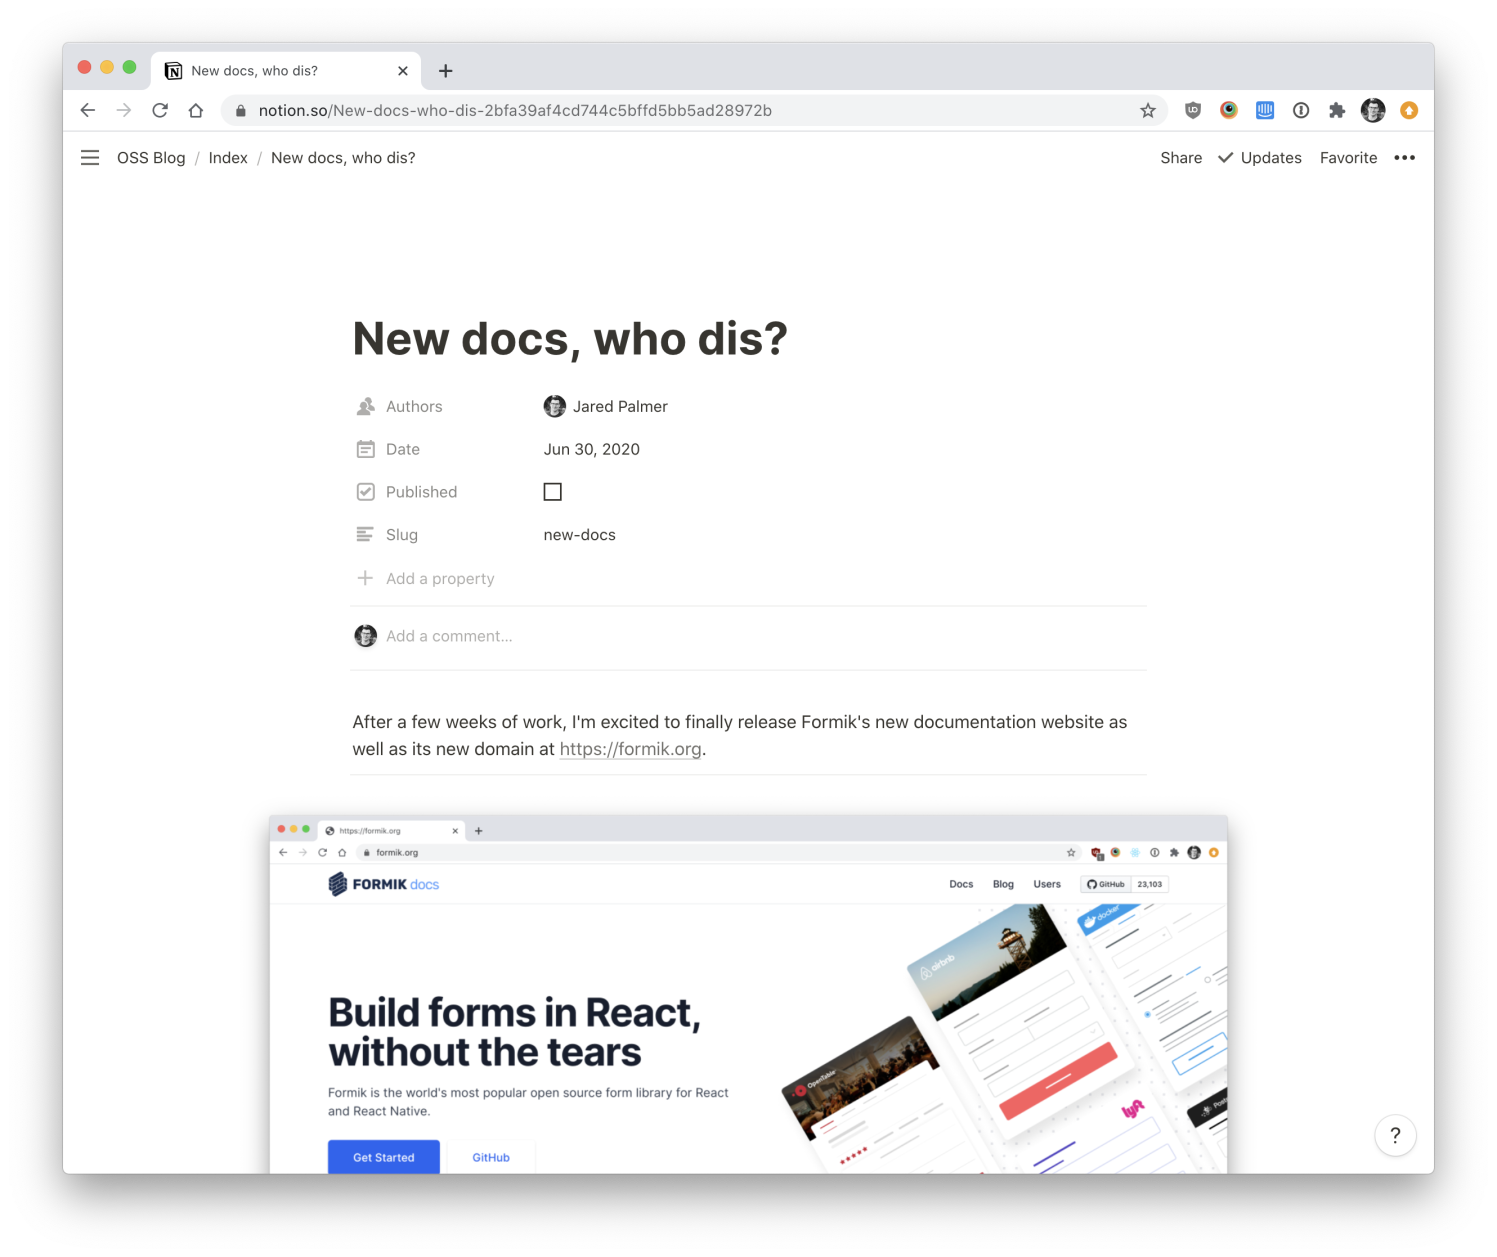 New docs, who dis?
notion.so/New-docs-who-dis-2bfa39af4cd744c5bffd5bb5ad28972b
OSS Blog / Index / New docs, who dis?
Share Updates Favorite
New docs, who dis?
Authors Jared Palmer
Date Jun 30, 2020
Published
Slug new-docs
Add a property
Add a comment...
After a few weeks of work, I'm excited to finally release Formik's new documentation website as
well as its new domain at https://formik.org.
https://formik.org
formik.org
FORMIK docs
Docs Blog Users GitHub 23,103
docker
airbnb
Build forms in React,
without the tears
OpenTable
Formik is the world's most popular open source form library for React
and React Native.
lyft
Get Started GitHub
?